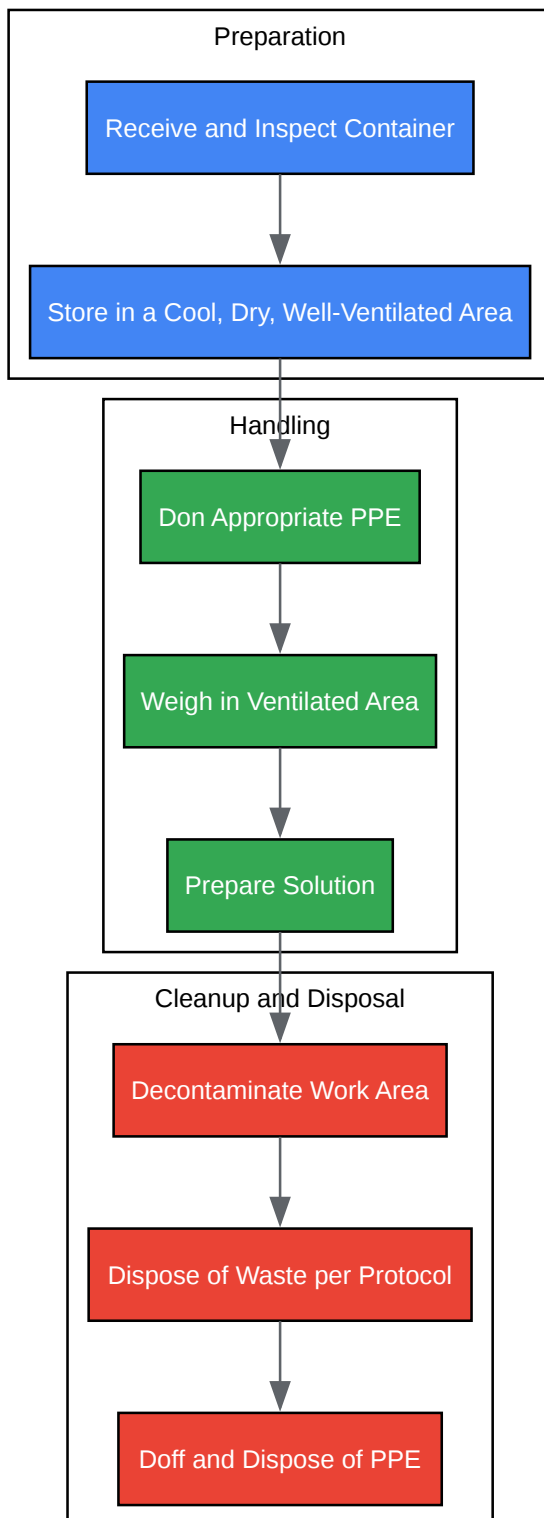 Preparation
Receive and Inspect Container
Store in a Cool, Dry, Well-Ventilated Area
Handling
Don Appropriate PPE
Weigh in Ventilated Area
Prepare Solution
Cleanup and Disposal
Decontaminate Work Area
Dispose of Waste per Protocol
Doff and Dispose of PPE